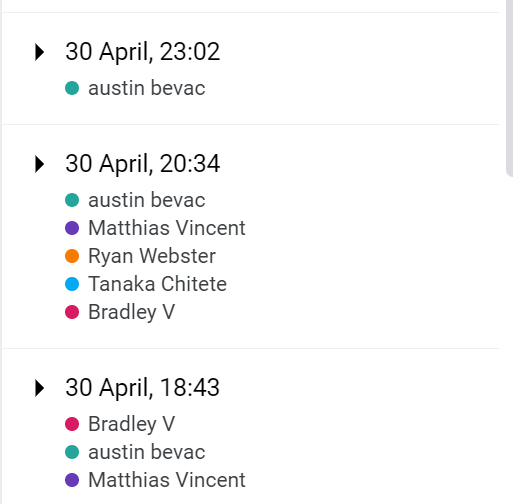 30 April, 23:02
austin bevac
30 April, 20:34
austin bevac
Matthias Vincent
Ryan Webster
Tanaka Chitete
Bradley V
30 April, 18:43
Bradley V
austin bevac
Matthias Vincent